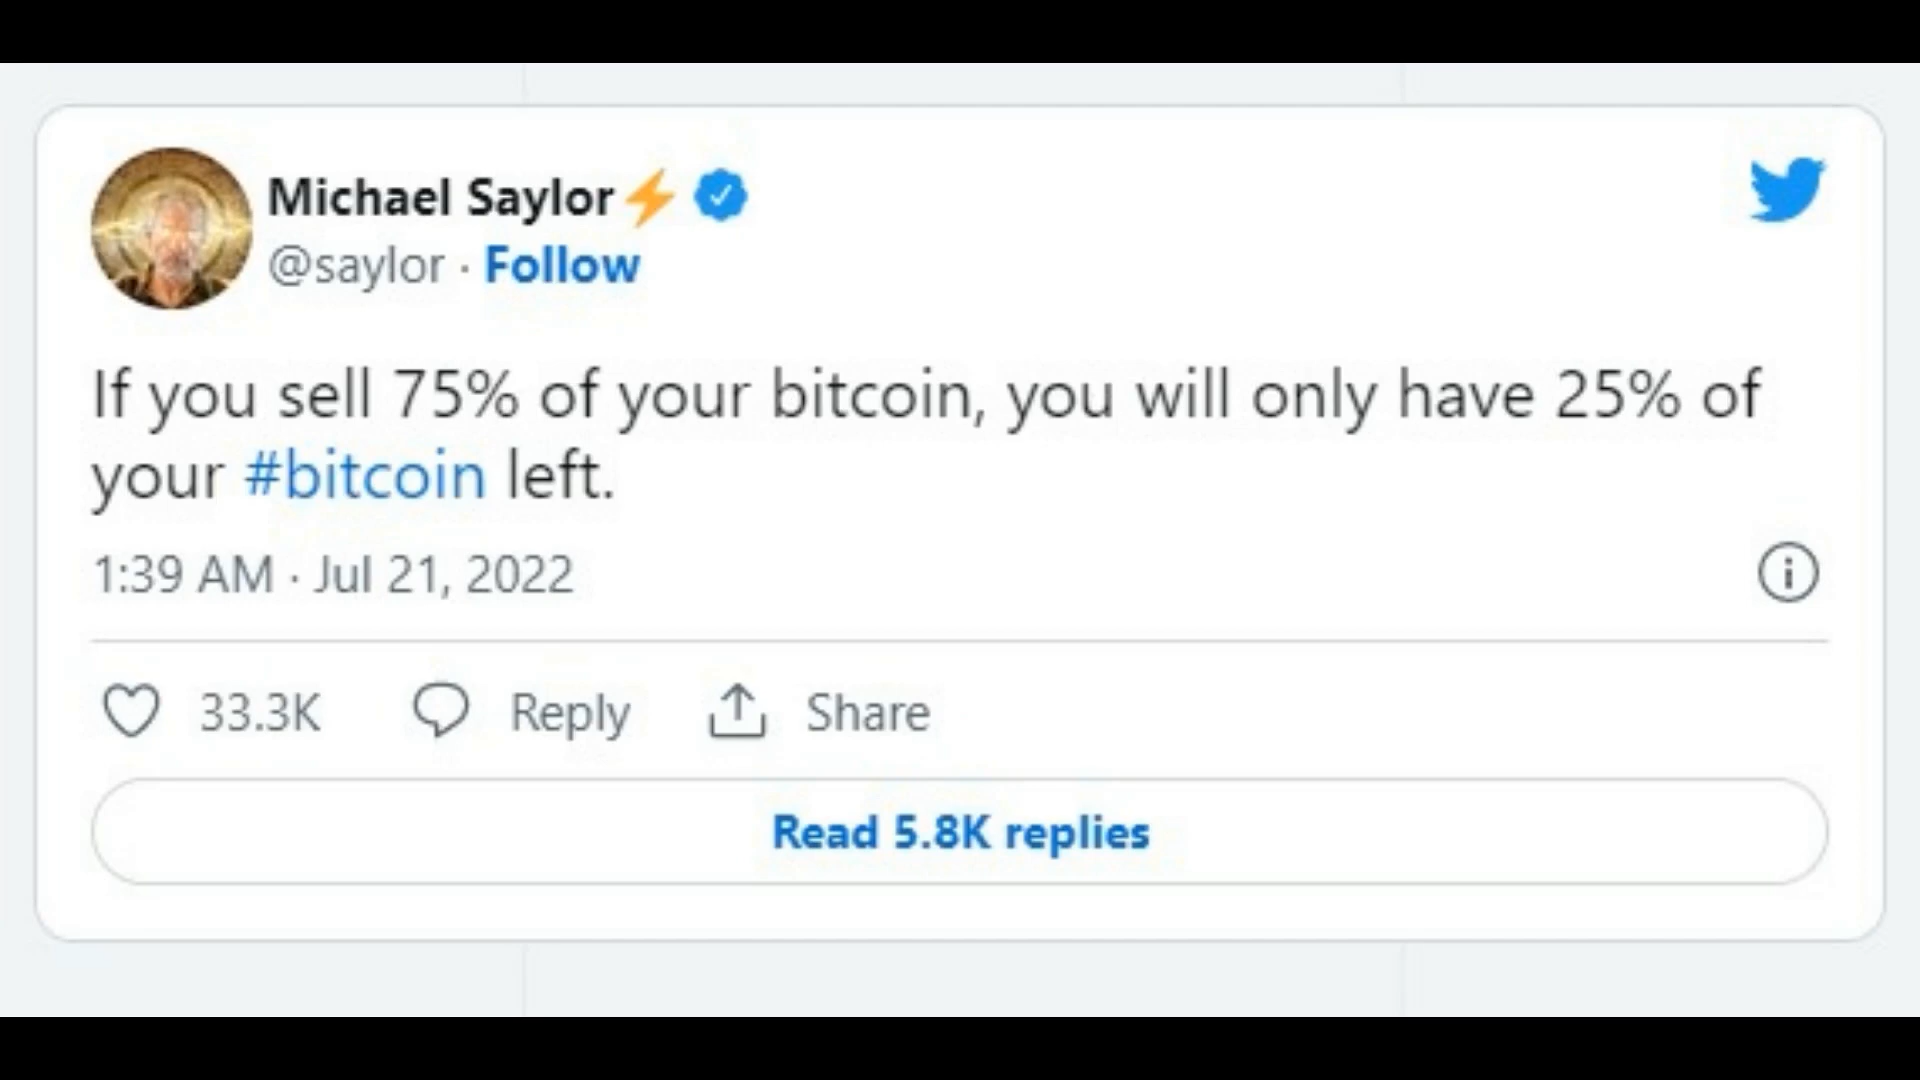 Michael Saylor⚡
@saylor · Follow
If you sell 75% of your bitcoin, you will only have 25% of
your #bitcoin left.
1:39 AM · Jul 21, 2022
33.3K Reply Share
Read 5.8K replies